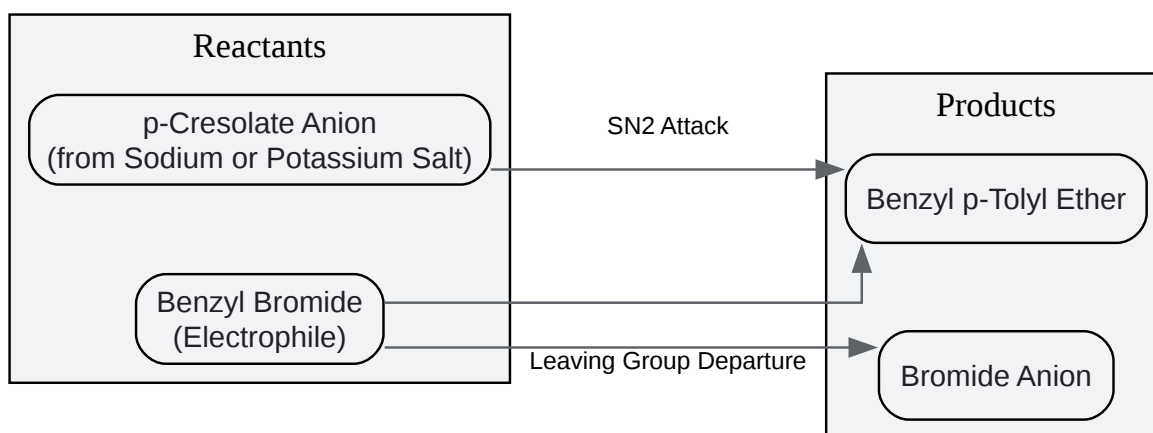 Reactants
p-Cresolate Anion
(from Sodium or Potassium Salt)
Benzyl Bromide
(Electrophile)
SN2 Attack
Leaving Group Departure
Products
Benzyl p-Tolyl Ether
Bromide Anion